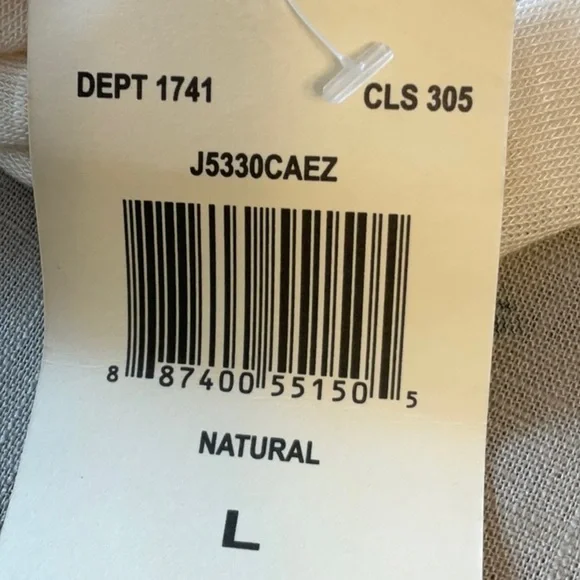 DEPT 1741 CLS 305
J5330CAEZ
8 87400 55150 5
NATURAL
L